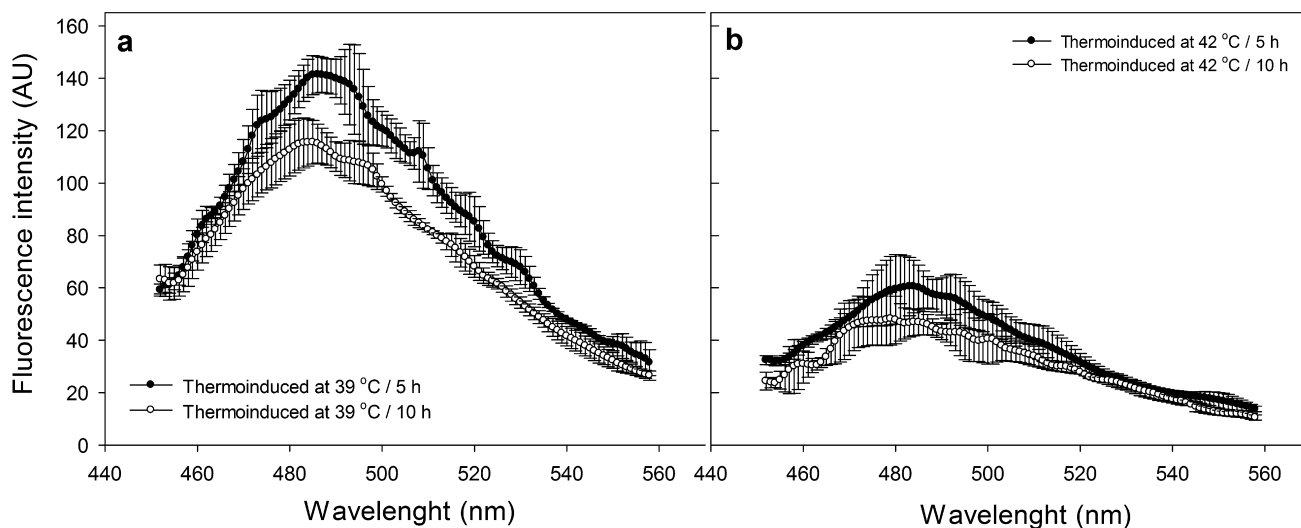 a
b
Fluorescence intensity (AU)
160
140
120
100
80
60
40
20
0
Thermoinduced at 39 °C / 5 h
Thermoinduced at 39 °C / 10 h
Thermoinduced at 42 °C / 5 h
Thermoinduced at 42 °C / 10 h
440 460 480 500 520 540 560
440 460 480 500 520 540 560
Wavelenght (nm)
Wavelenght (nm)